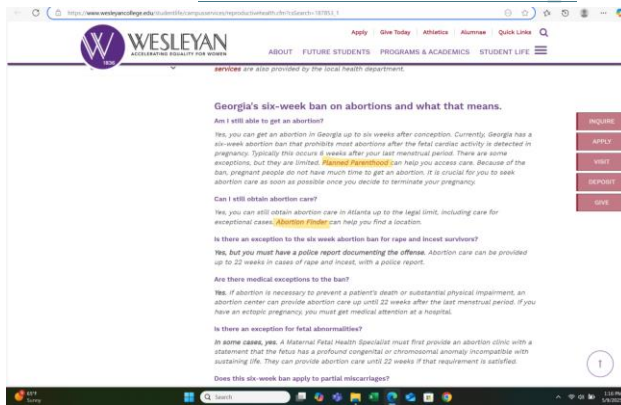 https://www.wesleyancollege.edu/studentlife/campusservices/reproductivehealth.cfm?csSearch=187853_1
Apply Give Today Athletics Alumnae Quick Links
W
1836
WESLEYAN
ACCELERATING EQUALITY FOR WOMEN
ABOUT FUTURE STUDENTS PROGRAMS & ACADEMICS STUDENT LIFE
services are also provided by the local health department.
Georgia's six-week ban on abortions and what that means.
Am I still able to get an abortion?
Yes, you can get an abortion in Georgia up to six weeks after conception. Currently, Georgia has a
six-week abortion ban that prohibits most abortions after the fetal cardiac activity is detected in
pregnancy. Typically this occurs 6 weeks after your last menstrual period. There are some
exceptions, but they are limited. Planned Parenthood can help you access care. Because of the
ban, pregnant people do not have much time to get an abortion. It is crucial for you to seek
abortion care as soon as possible once you decide to terminate your pregnancy.
Can I still obtain abortion care?
Yes, you can still obtain abortion care in Atlanta up to the legal limit, including care for
exceptional cases. Abortion Finder can help you find a location.
Is there an exception to the six week abortion ban for rape and incest survivors?
Yes, but you must have a police report documenting the offense. Abortion care can be provided
up to 22 weeks in cases of rape and incest, with a police report.
Are there medical exceptions to the ban?
Yes. If abortion is necessary to prevent a patient's death or substantial physical impairment, an
abortion center can provide abortion care up until 22 weeks after the last menstrual period. If you
have an ectopic pregnancy, you must get medical attention at a hospital.
Is there an exception for fetal abnormalities?
In some cases, yes. A Maternal Fetal Health Specialist must first provide an abortion clinic with a
statement that the fetus has a profound congenital or chromosomal anomaly incompatible with
sustaining life. They can provide abortion care until 22 weeks if that requirement is satisfied.
Does this six-week ban apply to partial miscarriages?
INQUIRE
APPLY
VISIT
DEPOSIT
GIVE
Sunny
Search